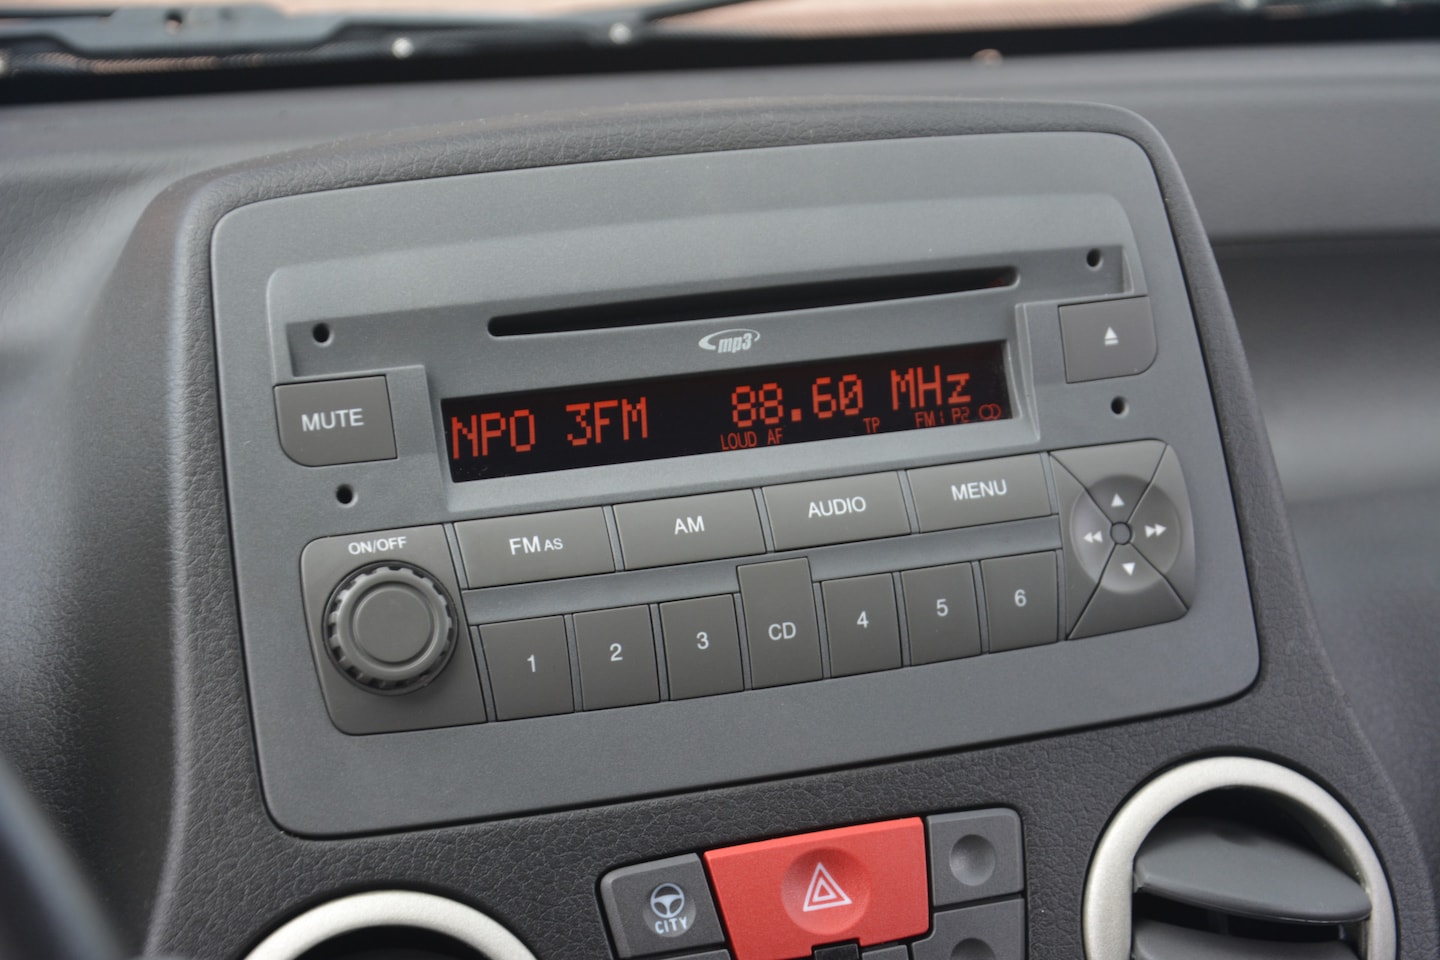 mp3
MUTE
NPO 3FM 88.60 MHz
LOUD AF TP FM1 P2 CD
ON/OFF
FM AS AM AUDIO MENU
1 2 3 CD 4 5 6
CITY